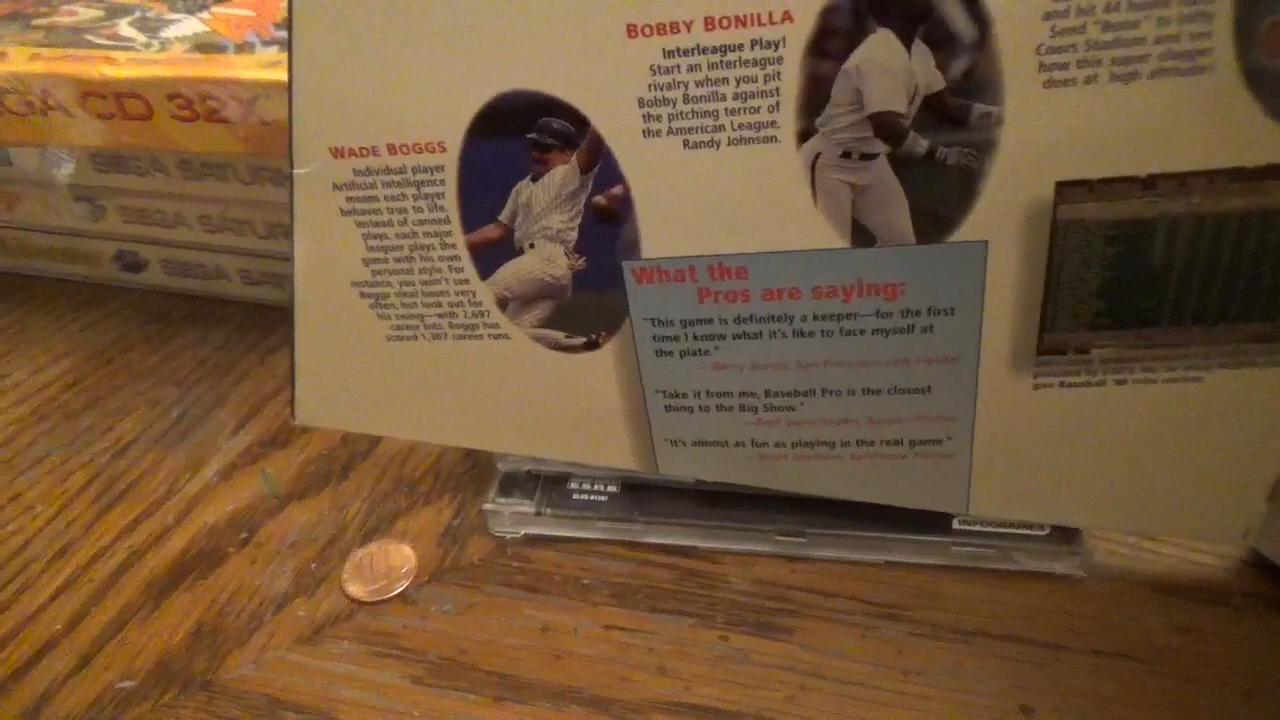 GA CD 32X
SEGA SATURN
SEGA SATURN
SEGA SAT
WADE BOGGS
Individual player
Artificial Intelligence
means each player
behaves true to life.
Instead of canned
plays, each major
leaguer plays the
game with his own
personal style. For
instance, you won't see
Boggs steal bases very
often, but look out for
his swing—with 2,697
career hits, Boggs has
scored 1,367 career runs.
BOBBY BONILLA
Interleague Play!
Start an interleague
rivalry when you pit
Bobby Bonilla against
the pitching terror of
the American League,
Randy Johnson.
and hit 44 home runs
Send "Bone" to lofty
Coors Stadium and see
how this super slugger
does at high altitude.
What the
Pros are saying:
"This game is definitely a keeper—for the first
time I know what it's like to face myself at
the plate."
"Take it from me, Baseball Pro is the closest
thing to the Big Show."
"It's almost as fun as playing in the real game."
ESRB
INFOGRAMES